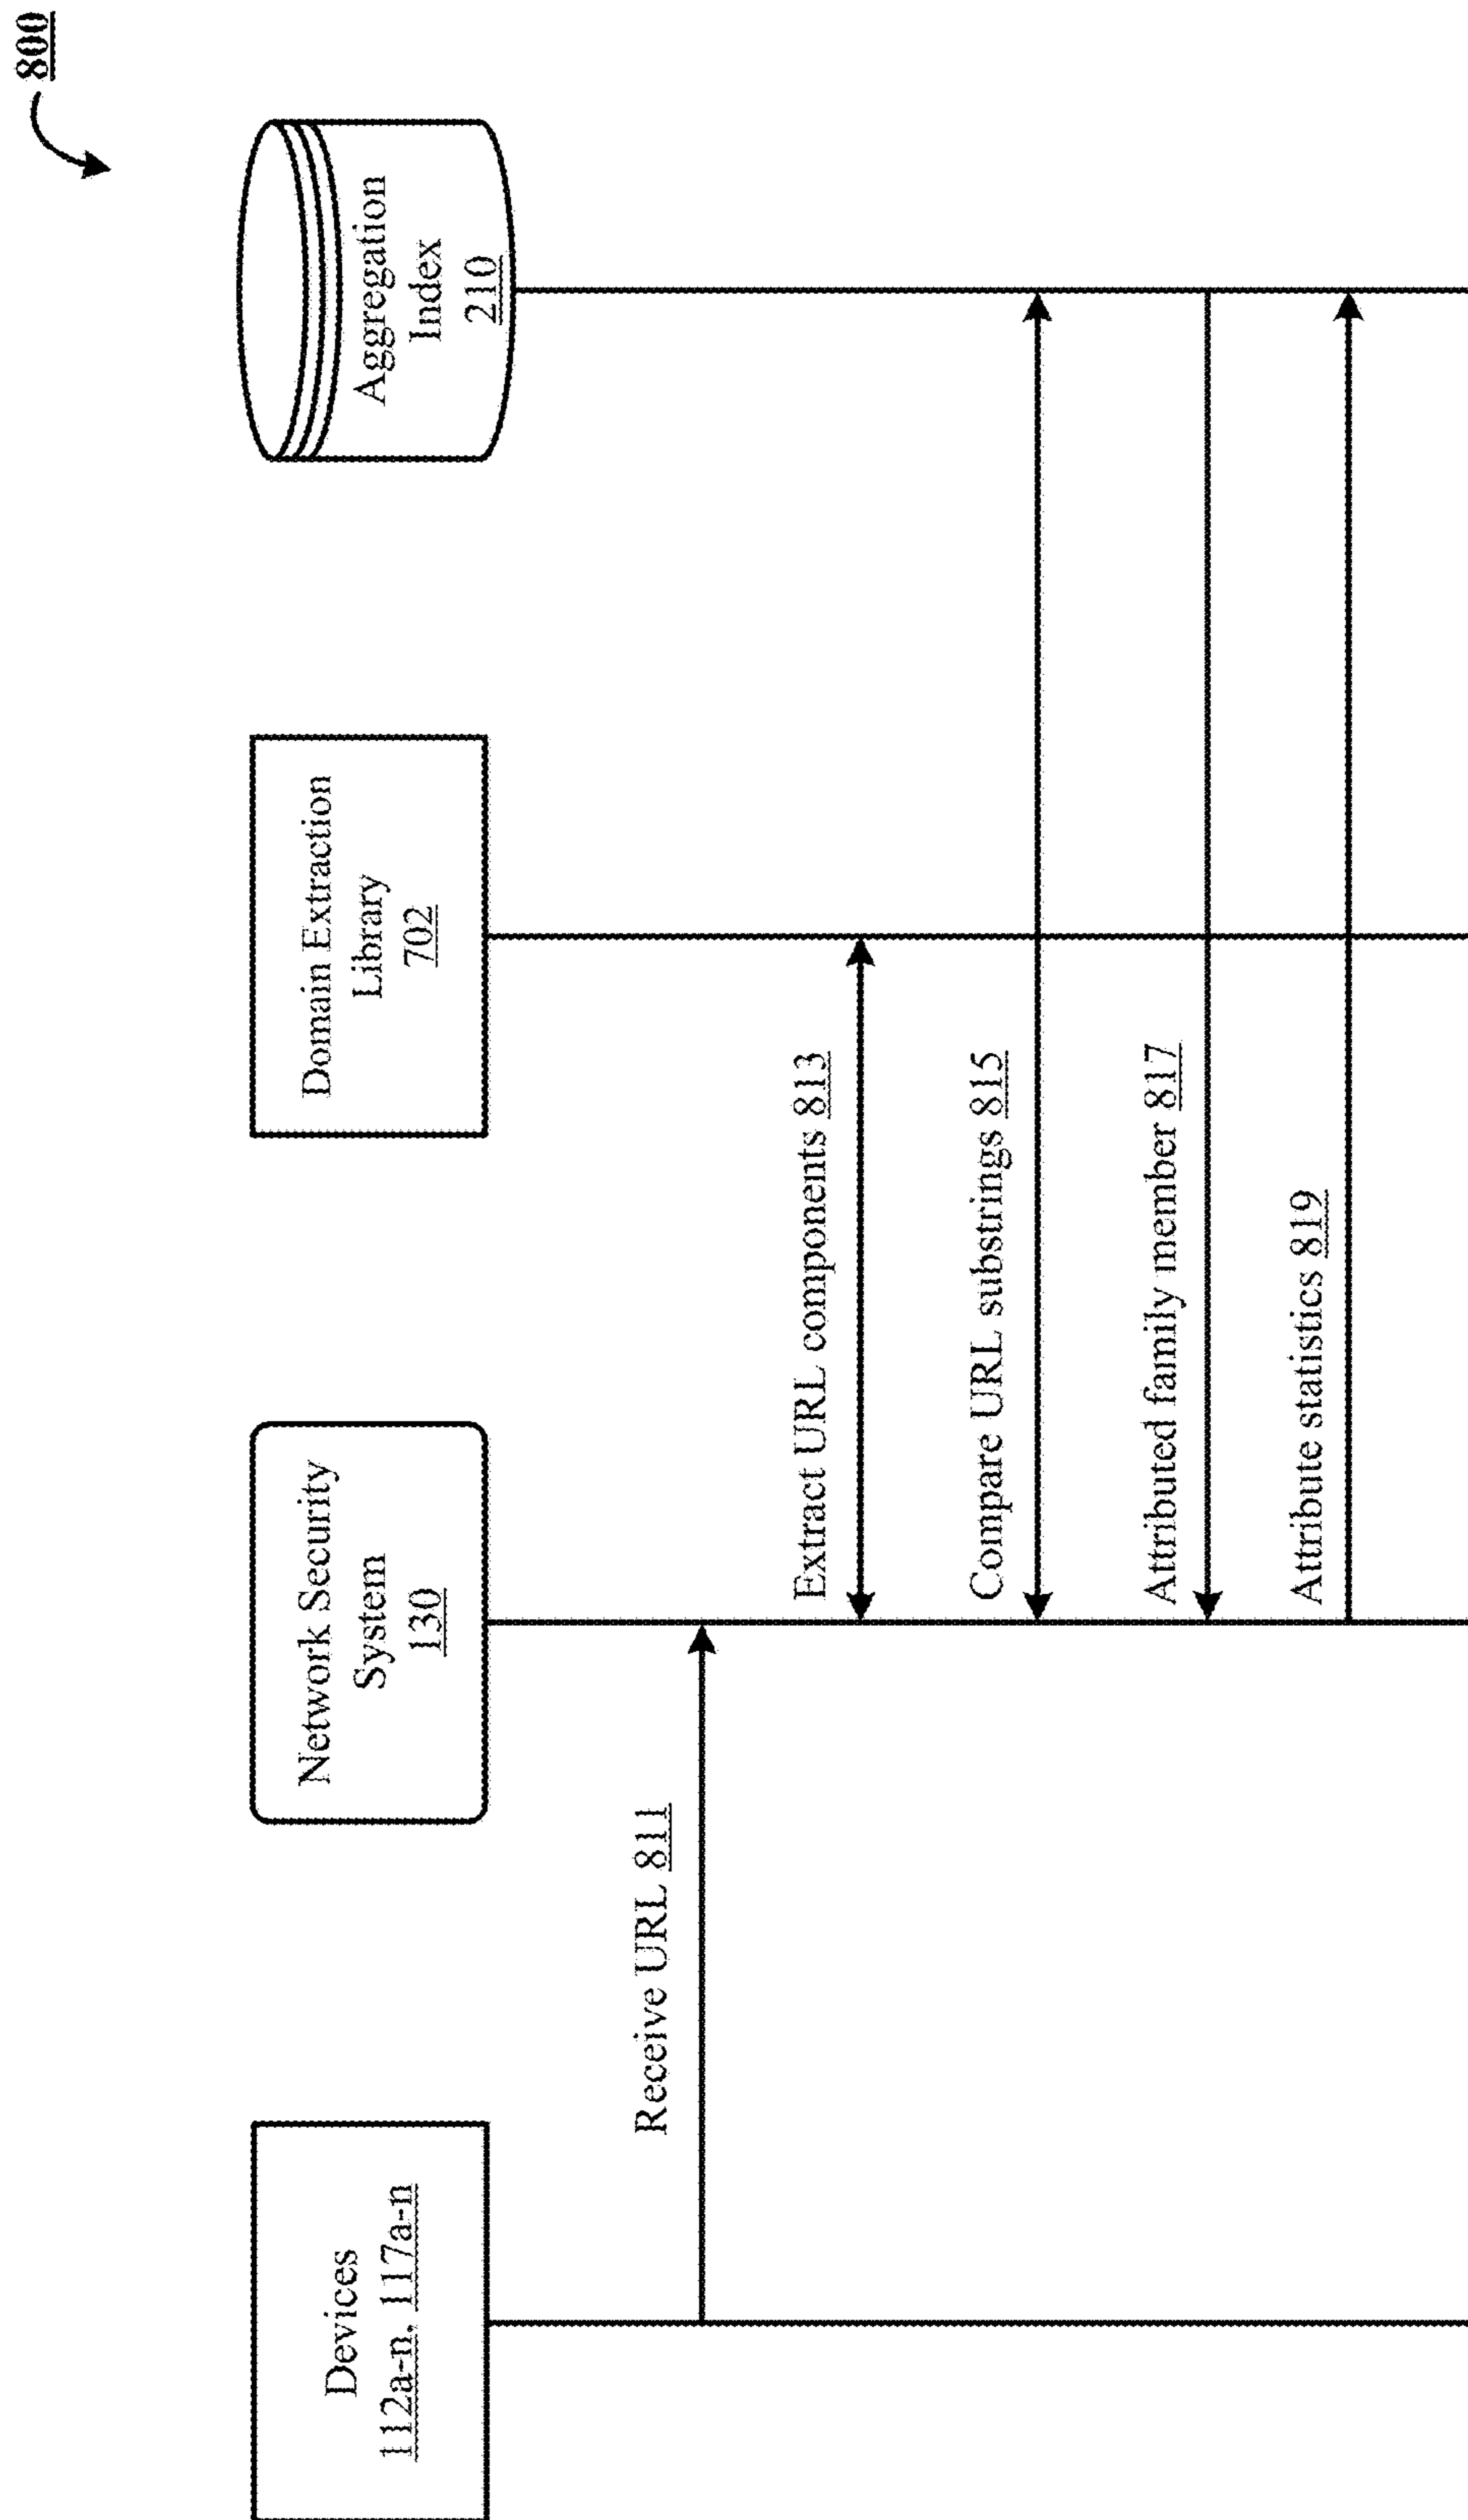 800
Devices
112a-n, 117a-n
Network Security
System
130
Domain Extraction
Library
702
Aggregation
Index
210
Receive URL 811
Extract URL components 813
Compare URL substrings 815
Attributed family member 817
Attribute statistics 819